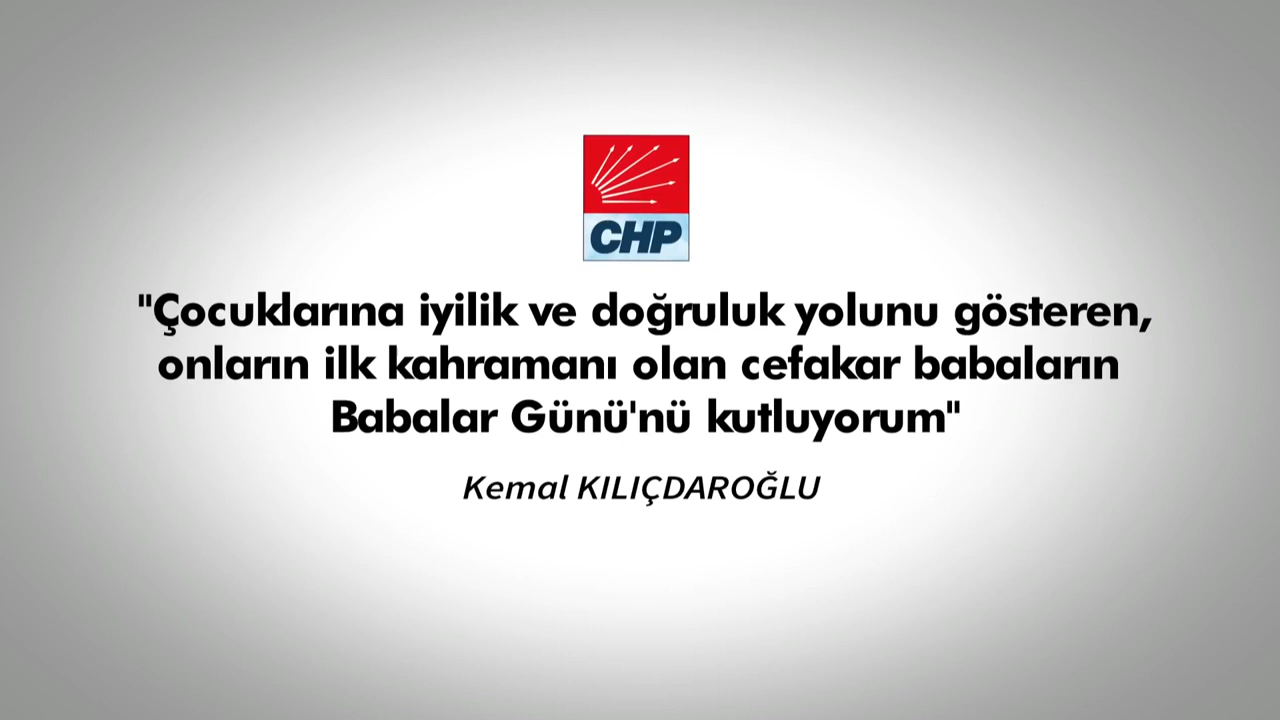 CHP
"Çocuklarına iyilik ve doğruluk yolunu gösteren,
onların ilk kahramanı olan cefakar babaların
Babalar Günü'nü kutluyorum"
Kemal KILIÇDAROĞLU